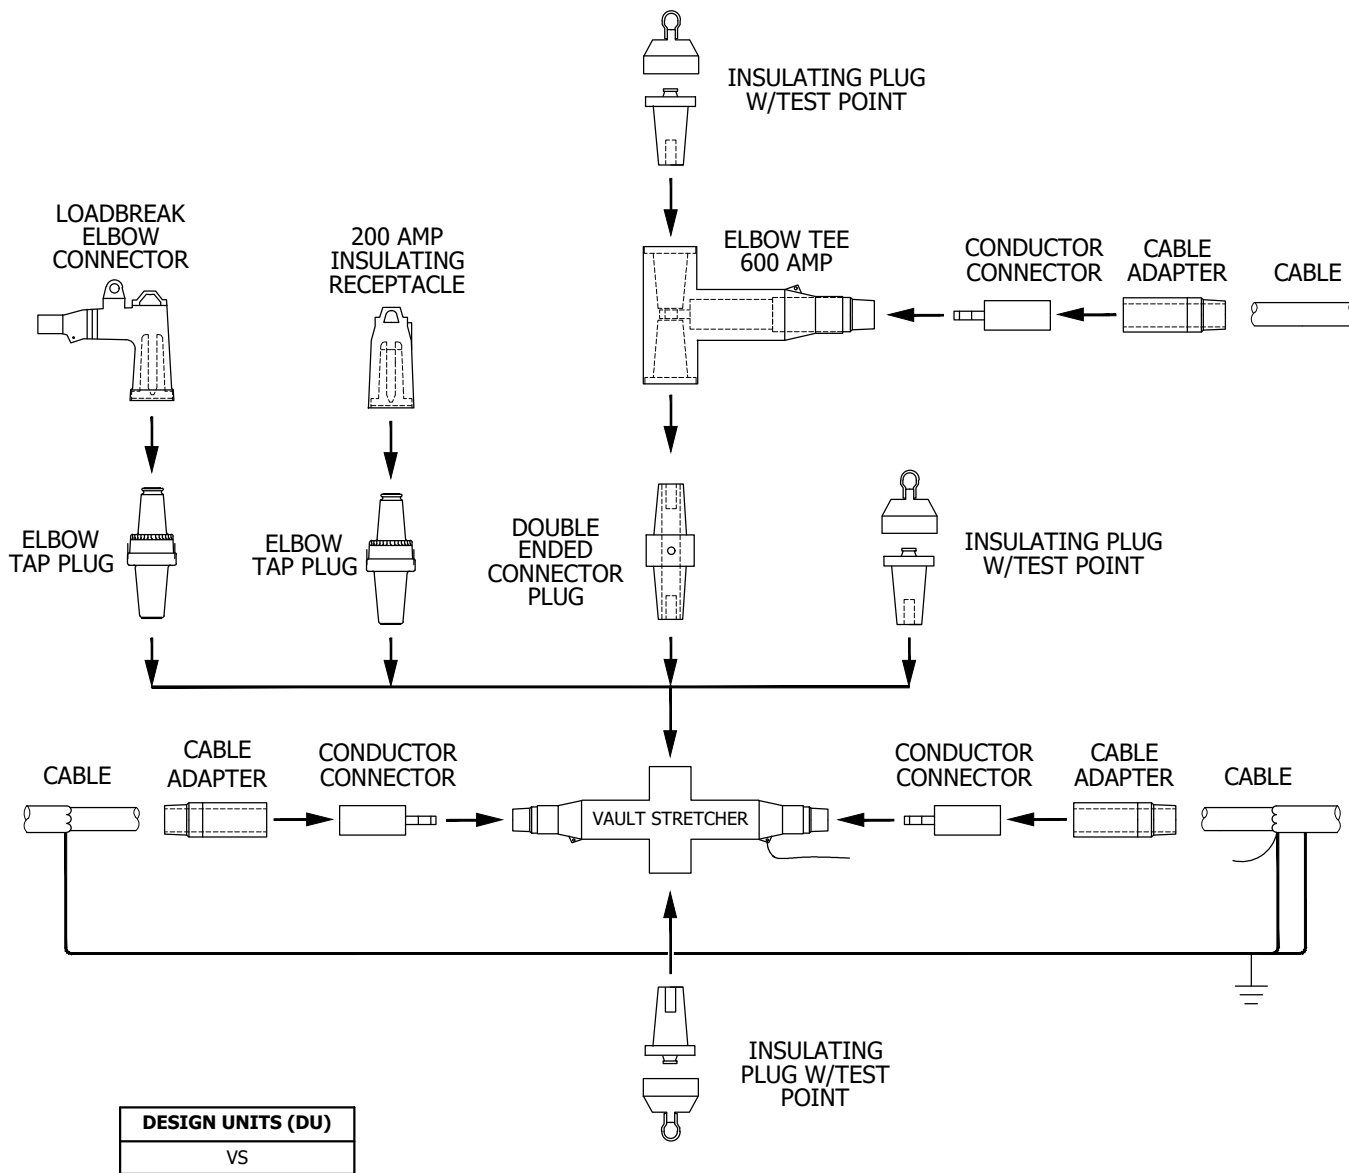 INSULATING PLUG
W/TEST POINT
LOADBREAK
ELBOW
CONNECTOR
200 AMP
INSULATING
RECEPTACLE
ELBOW TEE
600 AMP
CONDUCTOR
CONNECTOR
CABLE
ADAPTER
CABLE
ELBOW
TAP PLUG
ELBOW
TAP PLUG
DOUBLE
ENDED
CONNECTOR
PLUG
INSULATING PLUG
W/TEST POINT
CABLE
CABLE
ADAPTER
CONDUCTOR
CONNECTOR
VAULT STRETCHER
CONDUCTOR
CONNECTOR
CABLE
ADAPTER
CABLE
INSULATING
PLUG W/TEST
POINT
DESIGN UNITS (DU)
VS